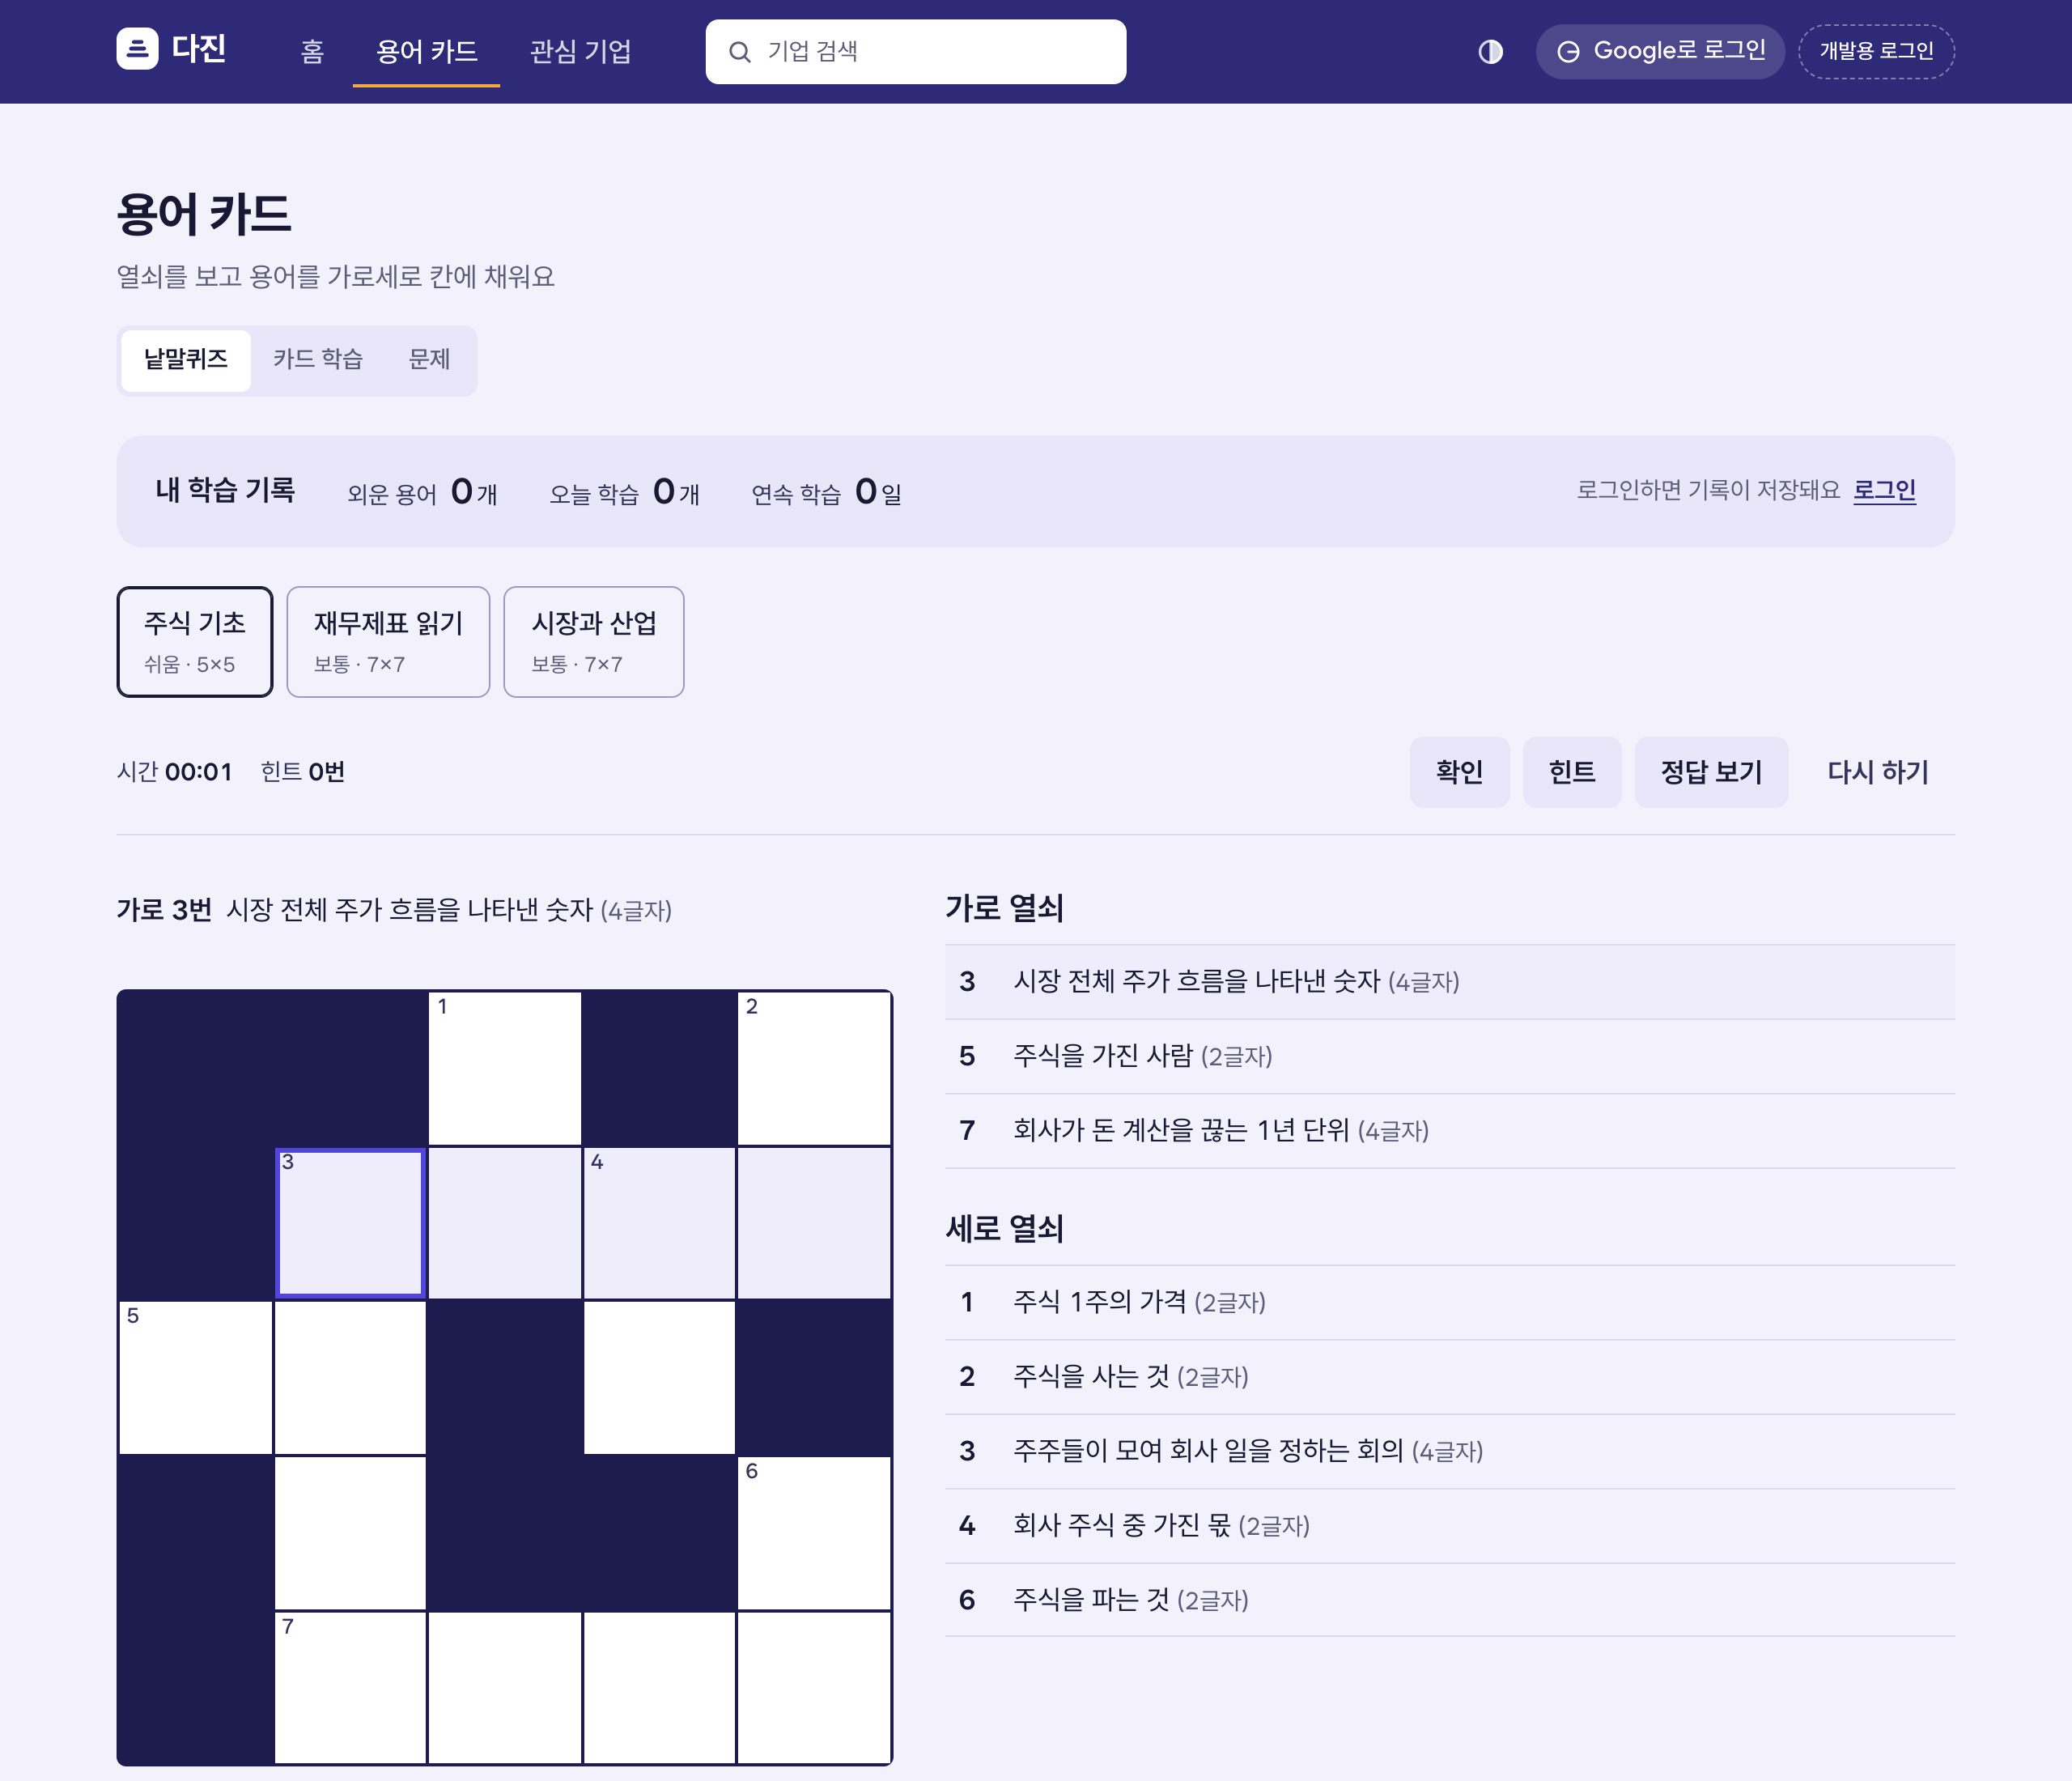 다진
홈 용어 카드 관심 기업 기업 검색 Google로 로그인 개발용 로그인
용어 카드
열쇠를 보고 용어를 가로세로 칸에 채워요
낱말퀴즈 카드 학습 문제
내 학습 기록 외운 용어 0개 오늘 학습 0개 연속 학습 0일 로그인하면 기록이 저장돼요 로그인
주식 기초
쉬움 · 5×5
재무제표 읽기
보통 · 7×7
시장과 산업
보통 · 7×7
시간 00:01 힌트 0번 확인 힌트 정답 보기 다시 하기
가로 3번 시장 전체 주가 흐름을 나타낸 숫자 (4글자)
1 2
3 4
5
6
7
가로 열쇠
3 시장 전체 주가 흐름을 나타낸 숫자 (4글자)
5 주식을 가진 사람 (2글자)
7 회사가 돈 계산을 끊는 1년 단위 (4글자)
세로 열쇠
1 주식 1주의 가격 (2글자)
2 주식을 사는 것 (2글자)
3 주주들이 모여 회사 일을 정하는 회의 (4글자)
4 회사 주식 중 가진 몫 (2글자)
6 주식을 파는 것 (2글자)